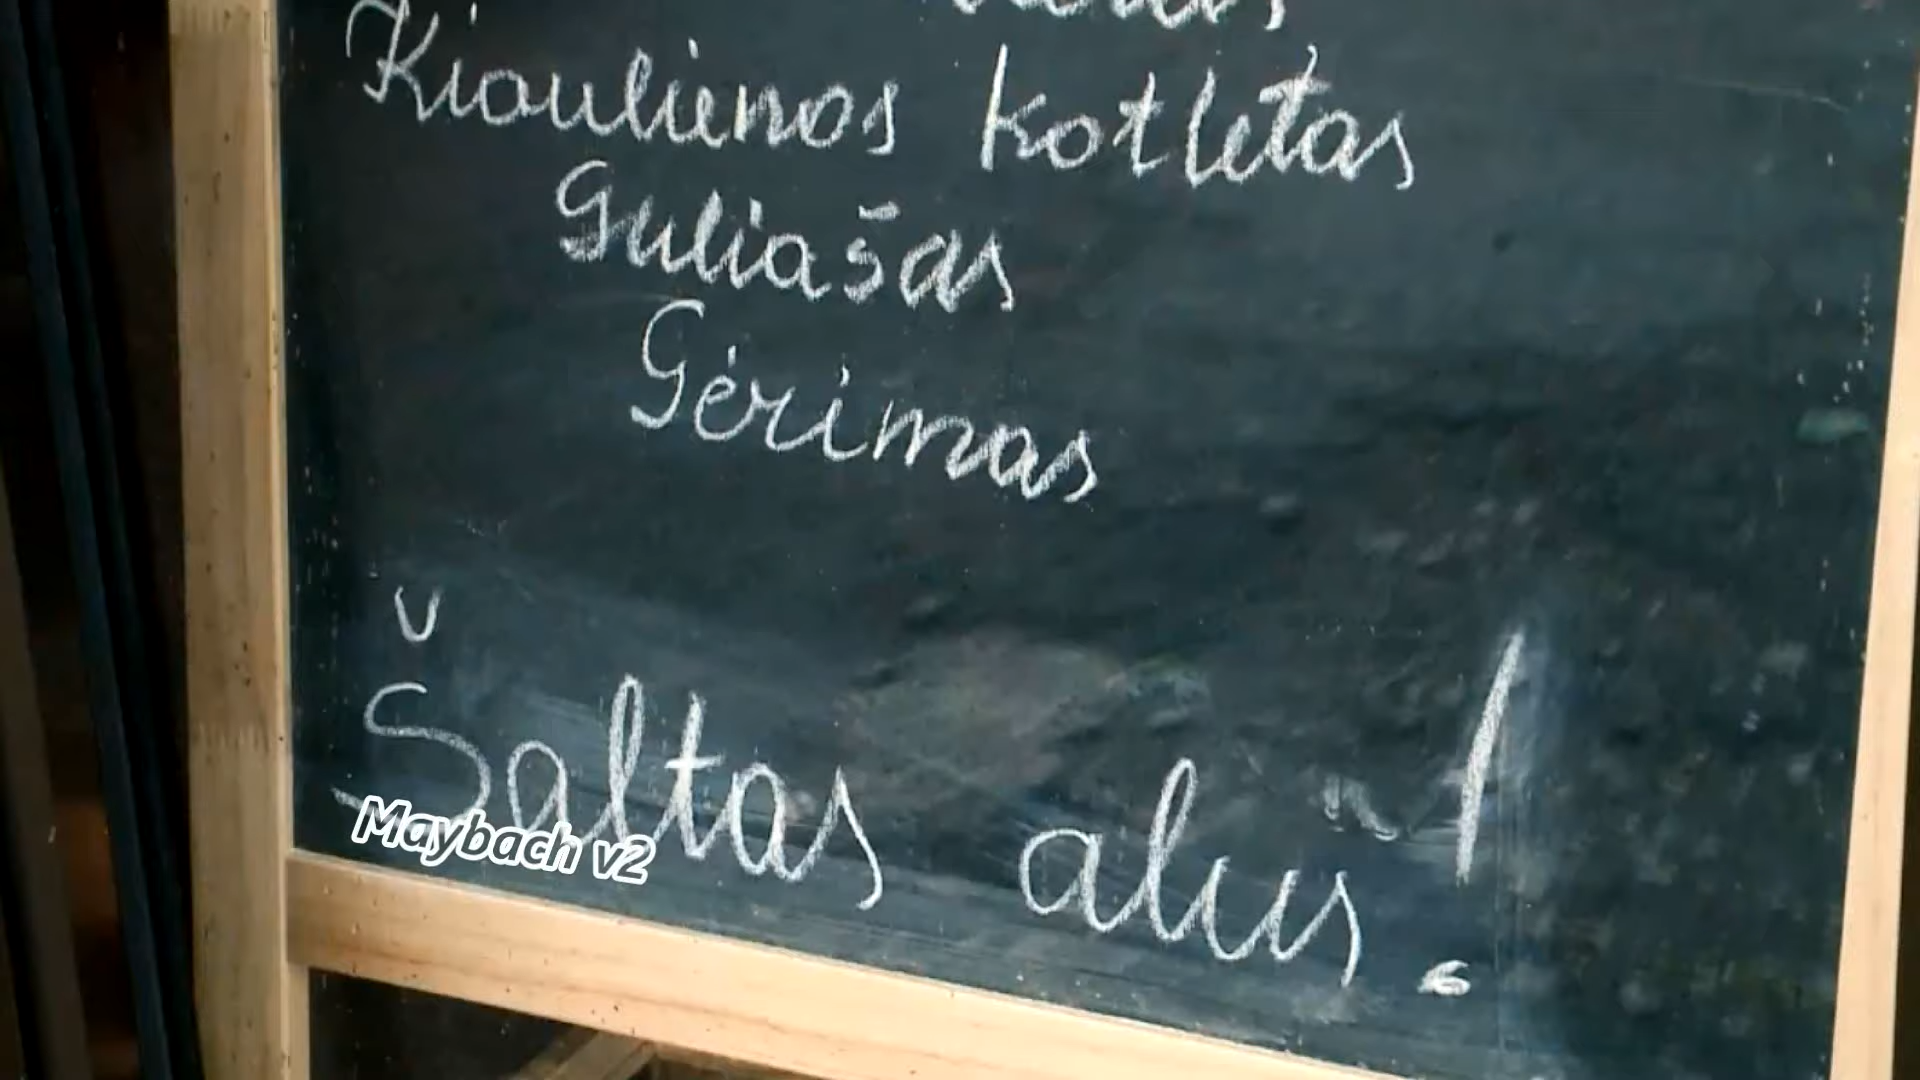 Kiaulienos kotletas
Guliašas
Gėrimas
Šaltas alus!
Maybach v2